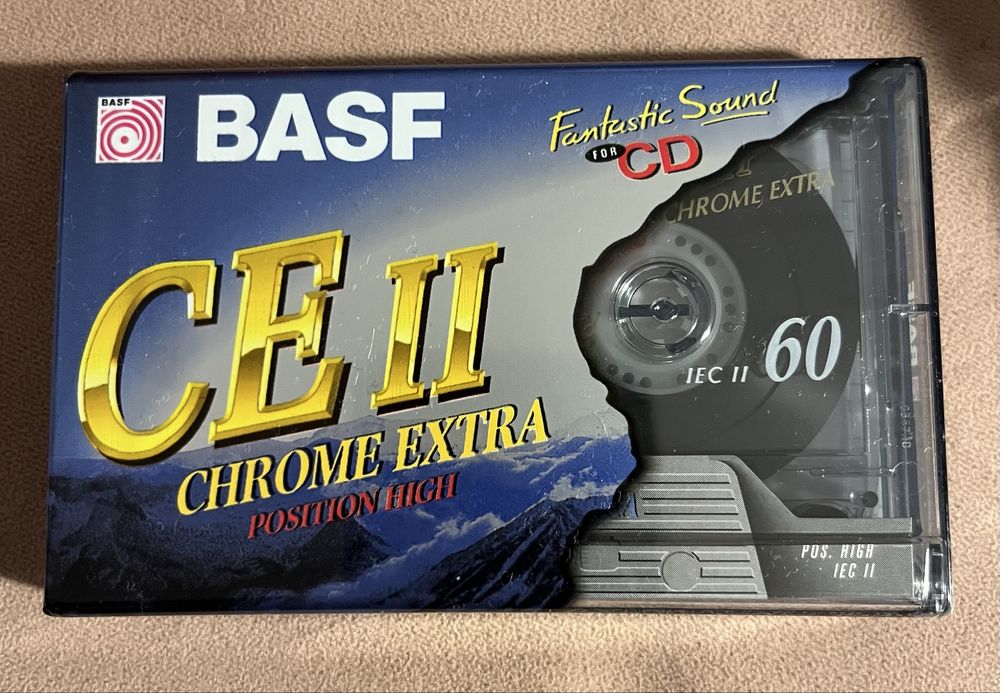 BASF
BASF
Fantastic Sound
FOR CD
CHROME EXTRA
CE II
IEC II 60
CHROME EXTRA
POSITION HIGH
POS. HIGH
IEC II